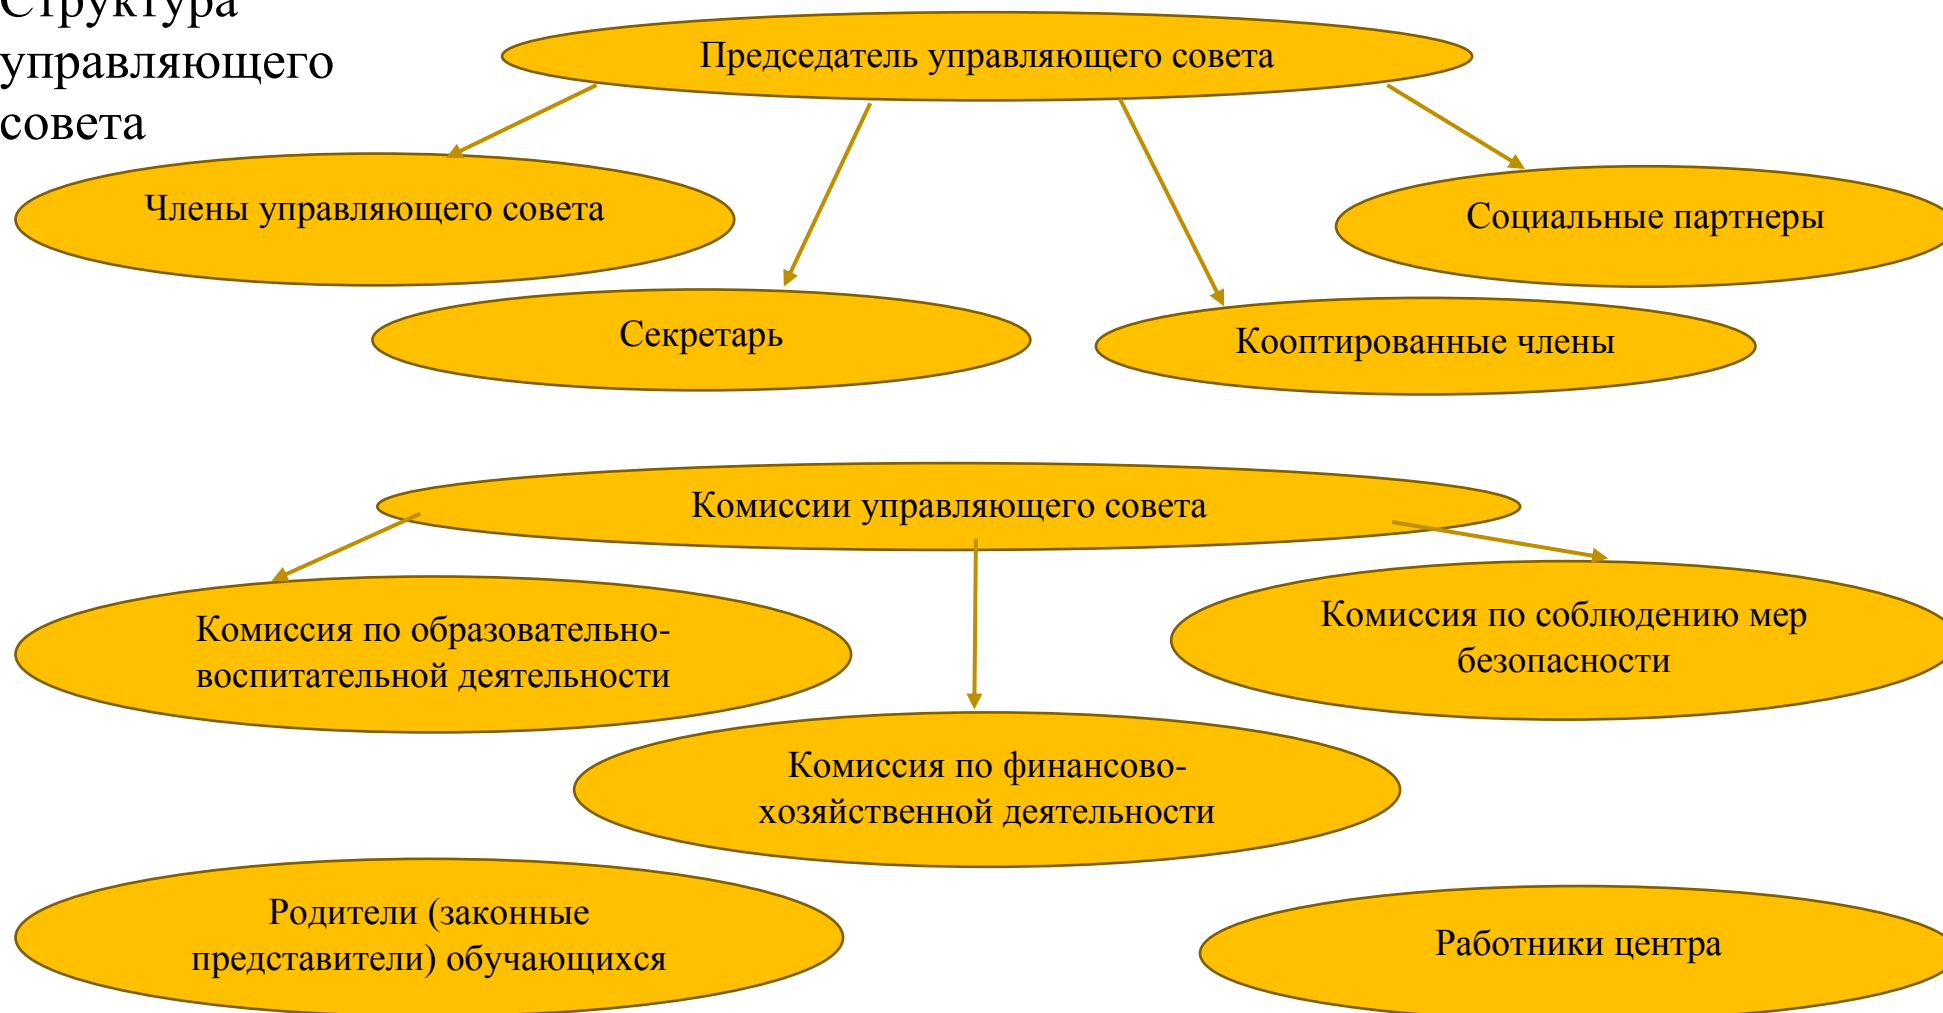 Структура
управляющего
совета
Председатель управляющего совета
Члены управляющего совета
Социальные партнеры
Секретарь
Кооптированные члены
Комиссии управляющего совета
Комиссия по образовательно-
воспитательной деятельности
Комиссия по соблюдению мер
безопасности
Комиссия по финансово-
хозяйственной деятельности
Родители (законные
представители) обучающихся
Работники центра